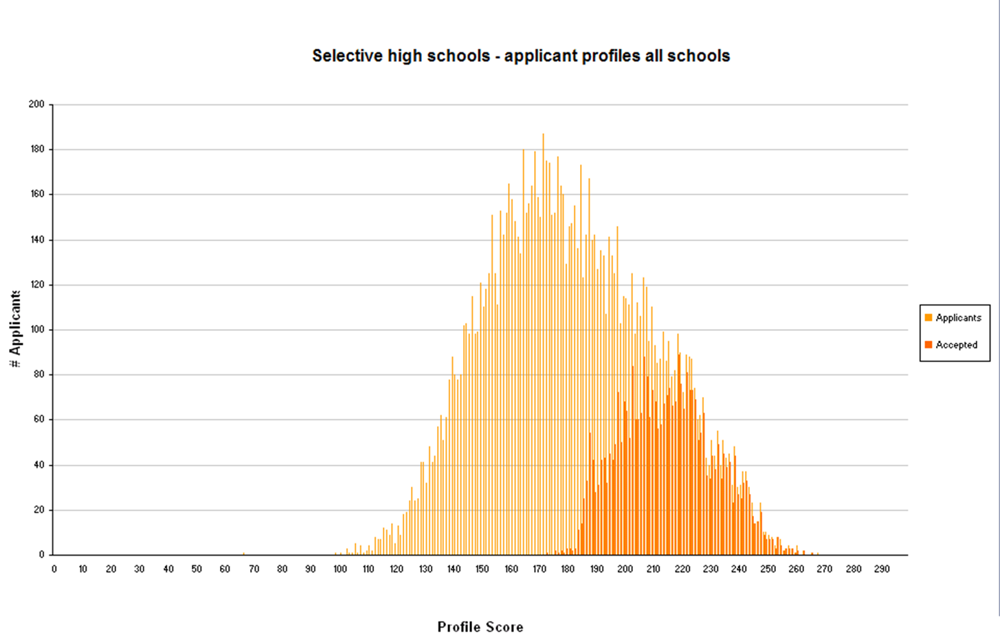 Selective high schools - applicant profiles all schools
200
180
160
140
120
100
80
60
40
20
0
# Applicants
0 10 20 30 40 50 60 70 80 90 100 110 120 130 140 150 160 170 180 190 200 210 220 230 240 250 260 270 280 290
Profile Score
Applicants
Accepted